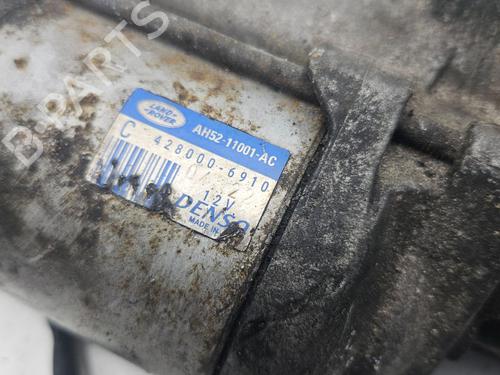 LAND-
ROVER
AH52-11001-AC
C 428000-6910
12V
DENSO
MADE IN
B-PARTS